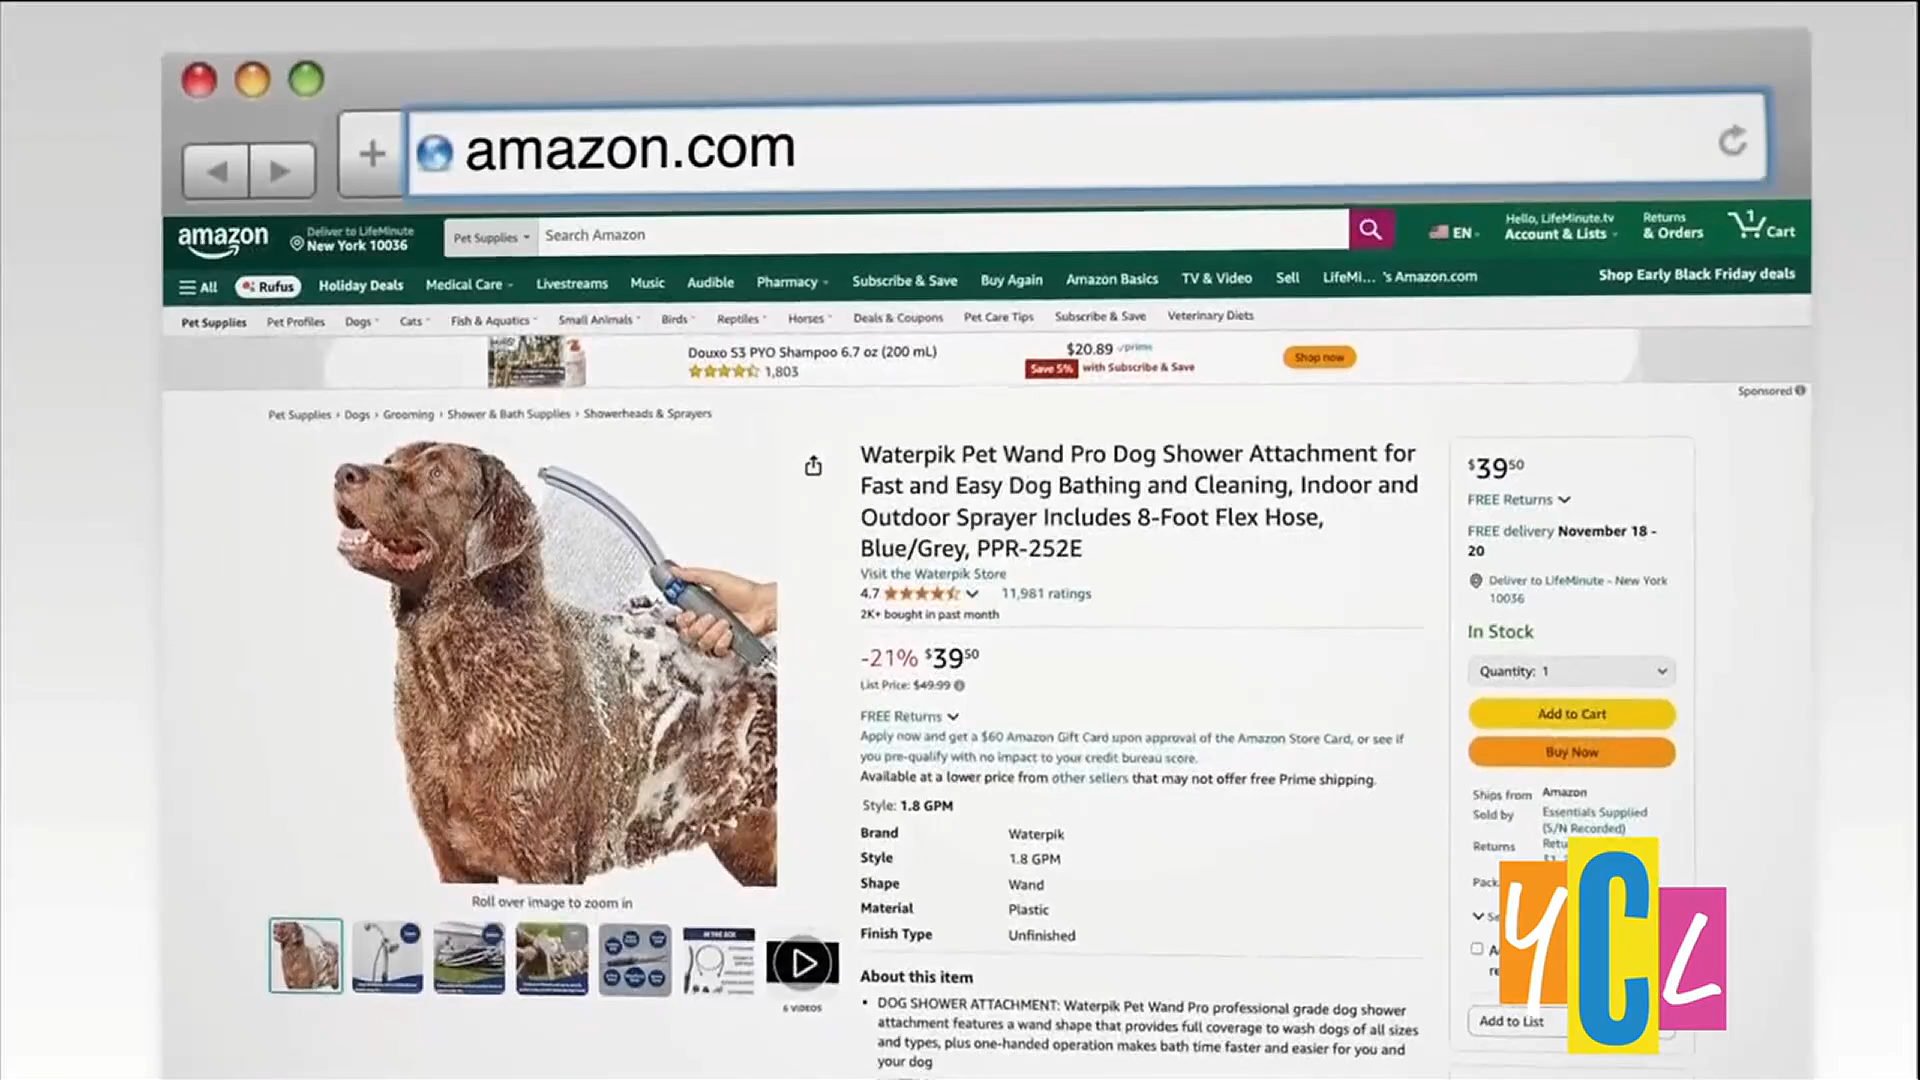 amazon.com
amazon
Deliver to LifeMinute
New York 10036
Pet Supplies
Search Amazon
EN
Hello, LifeMinute.tv
Account & Lists
Returns
& Orders
1
Cart
All
Rufus
Holiday Deals
Medical Care
Livestreams
Music
Audible
Pharmacy
Subscribe & Save
Buy Again
Amazon Basics
TV & Video
Sell
LifeMi... 's Amazon.com
Shop Early Black Friday deals
Pet Supplies
Pet Profiles
Dogs
Cats
Fish & Aquatics
Small Animals
Birds
Reptiles
Horses
Deals & Coupons
Pet Care Tips
Subscribe & Save
Veterinary Diets
Douxo S3 PYO Shampoo 6.7 oz (200 mL)
1,803
$20.89 prime
Save 5% with Subscribe & Save
Shop now
Sponsored
Pet Supplies › Dogs › Grooming › Shower & Bath Supplies › Showerheads & Sprayers
Waterpik Pet Wand Pro Dog Shower Attachment for
Fast and Easy Dog Bathing and Cleaning, Indoor and
Outdoor Sprayer Includes 8-Foot Flex Hose,
Blue/Grey, PPR-252E
Visit the Waterpik Store
4.7 11,981 ratings
2K+ bought in past month
-21% $39 50
List Price: $49.99
FREE Returns
Apply now and get a $60 Amazon Gift Card upon approval of the Amazon Store Card, or see if
you pre-qualify with no impact to your credit bureau score.
Available at a lower price from other sellers that may not offer free Prime shipping.
Style: 1.8 GPM
Brand Waterpik
Style 1.8 GPM
Shape Wand
Material Plastic
Finish Type Unfinished
About this item
• DOG SHOWER ATTACHMENT: Waterpik Pet Wand Pro professional grade dog shower
attachment features a wand shape that provides full coverage to wash dogs of all sizes
and types, plus one-handed operation makes bath time faster and easier for you and
your dog
Roll over image to zoom in
IN THE BOX
6 VIDEOS
$39 50
FREE Returns
FREE delivery November 18 -
20
Deliver to LifeMinute - New York
10036
In Stock
Quantity: 1
Add to Cart
Buy Now
Ships from Amazon
Sold by Essentials Supplied
(S/N Recorded)
Returns
Add to List
YCL